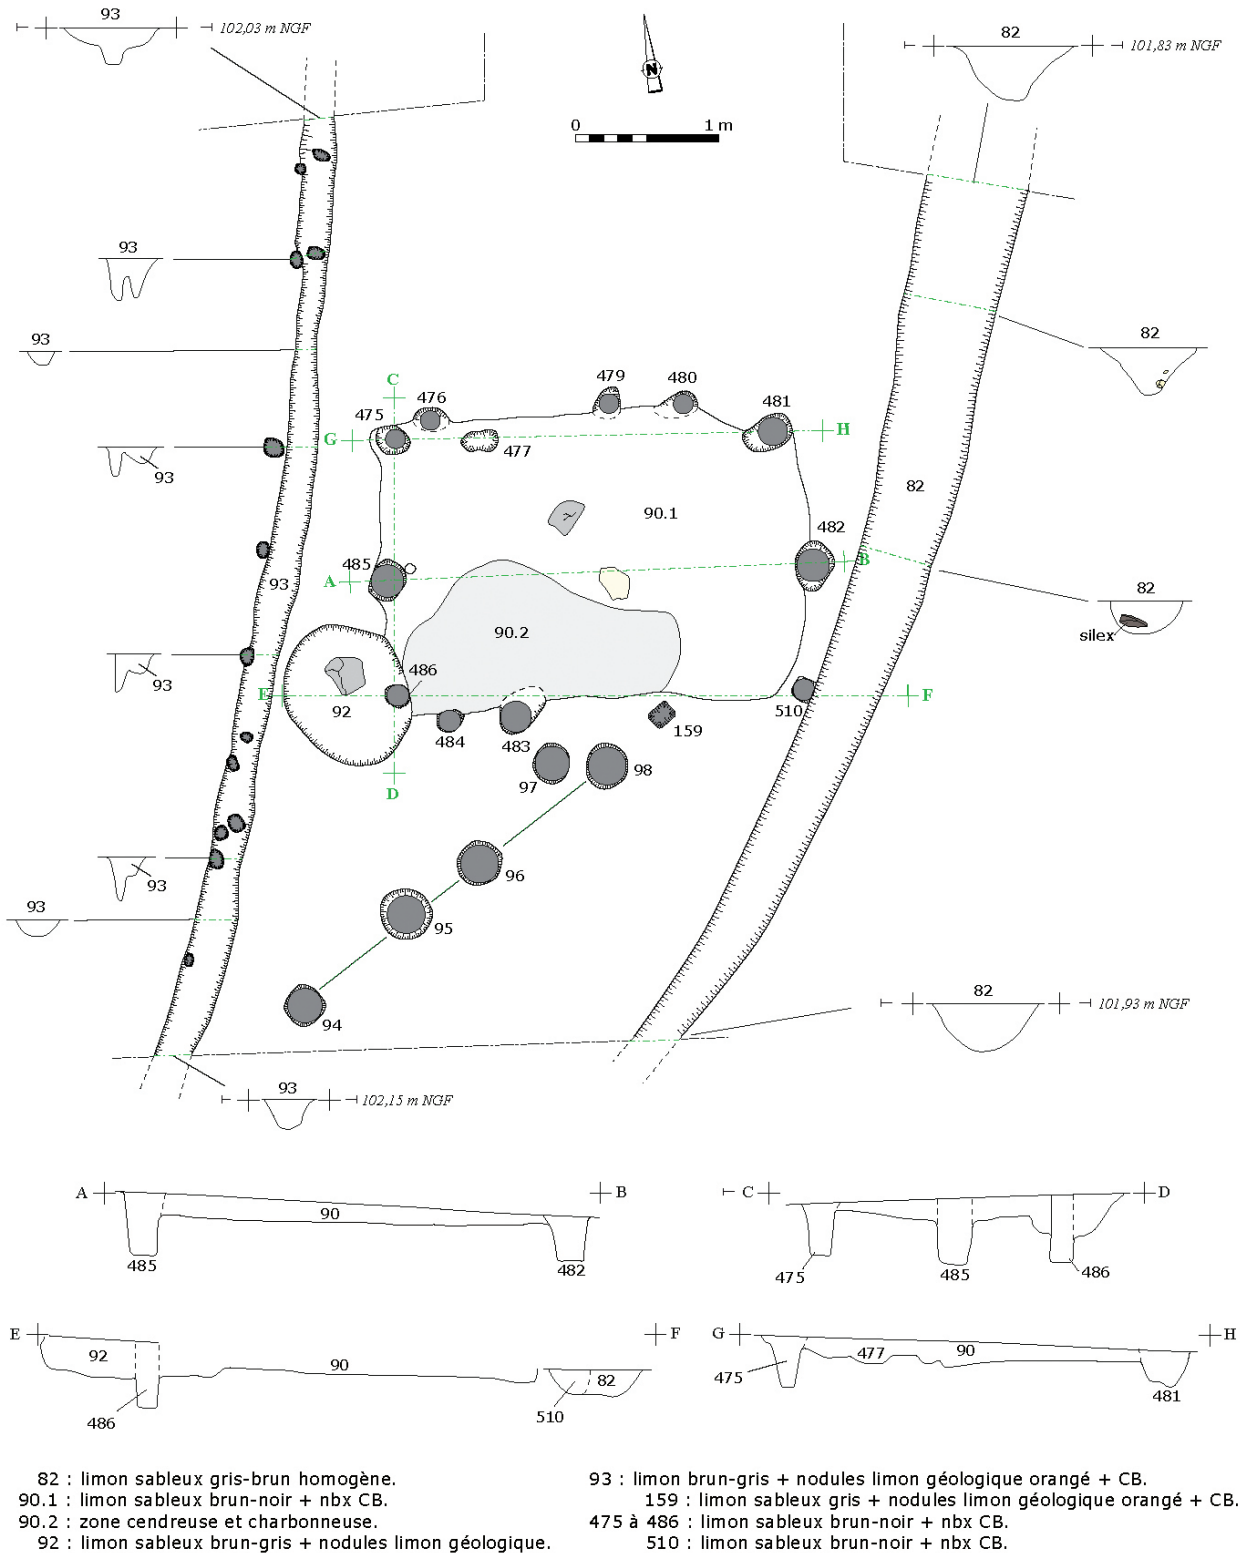 93
102,03 m NGF
N
82
101,83 m NGF
0 1 m
93
93
82
C
479
480
476
481
475
G
H
477
93
90.1
82
482
485
A
B
93
82
silex
90.2
486
93
E
F
92
510
484
483
159
97
98
D
96
93
93
95
94
82
101,93 m NGF
93
102,15 m NGF
A
B
90
485
482
C
D
475
485
486
E
F
92
90
82
486
510
G
H
477
90
475
481
82 : limon sableux gris-brun homogène.
90.1 : limon sableux brun-noir + nbx CB.
90.2 : zone cendreuse et charbonneuse.
92 : limon sableux brun-gris + nodules limon géologique.
93 : limon brun-gris + nodules limon géologique orangé + CB.
159 : limon sableux gris + nodules limon géologique orangé + CB.
475 à 486 : limon sableux brun-noir + nbx CB.
510 : limon sableux brun-noir + nbx CB.